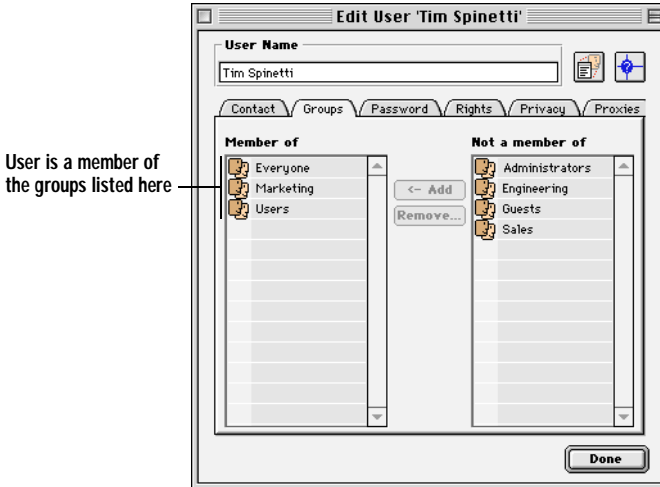 Edit User 'Tim Spinetti'
User Name
Tim Spinetti
Contact Groups Password Rights Privacy Proxies
Member of
Not a member of
User is a member of
the groups listed here
Everyone
Marketing
Users
<- Add
Remove...
Administrators
Engineering
Guests
Sales
Done